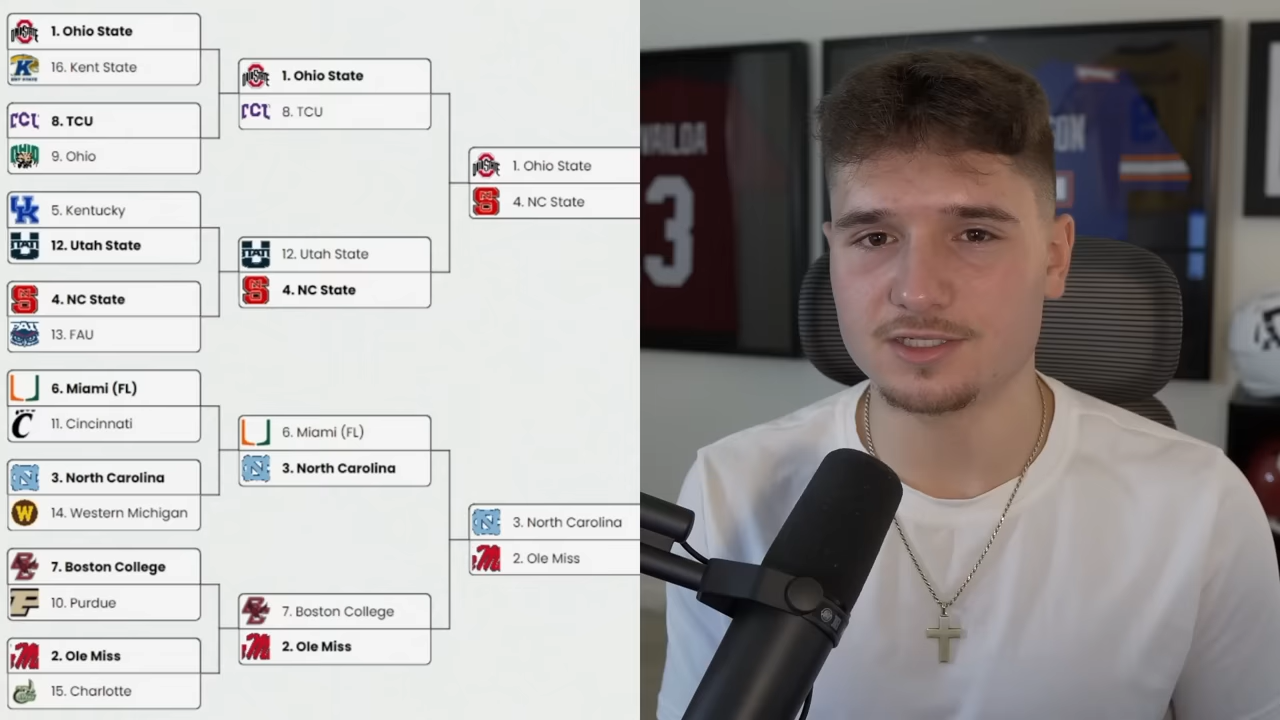 1. Ohio State
16. Kent State
8. TCU
9. Ohio
5. Kentucky
12. Utah State
4. NC State
13. FAU
6. Miami (FL)
11. Cincinnati
3. North Carolina
14. Western Michigan
7. Boston College
10. Purdue
2. Ole Miss
15. Charlotte
1. Ohio State
8. TCU
12. Utah State
4. NC State
6. Miami (FL)
3. North Carolina
7. Boston College
2. Ole Miss
1. Ohio State
4. NC State
3. North Carolina
2. Ole Miss
3